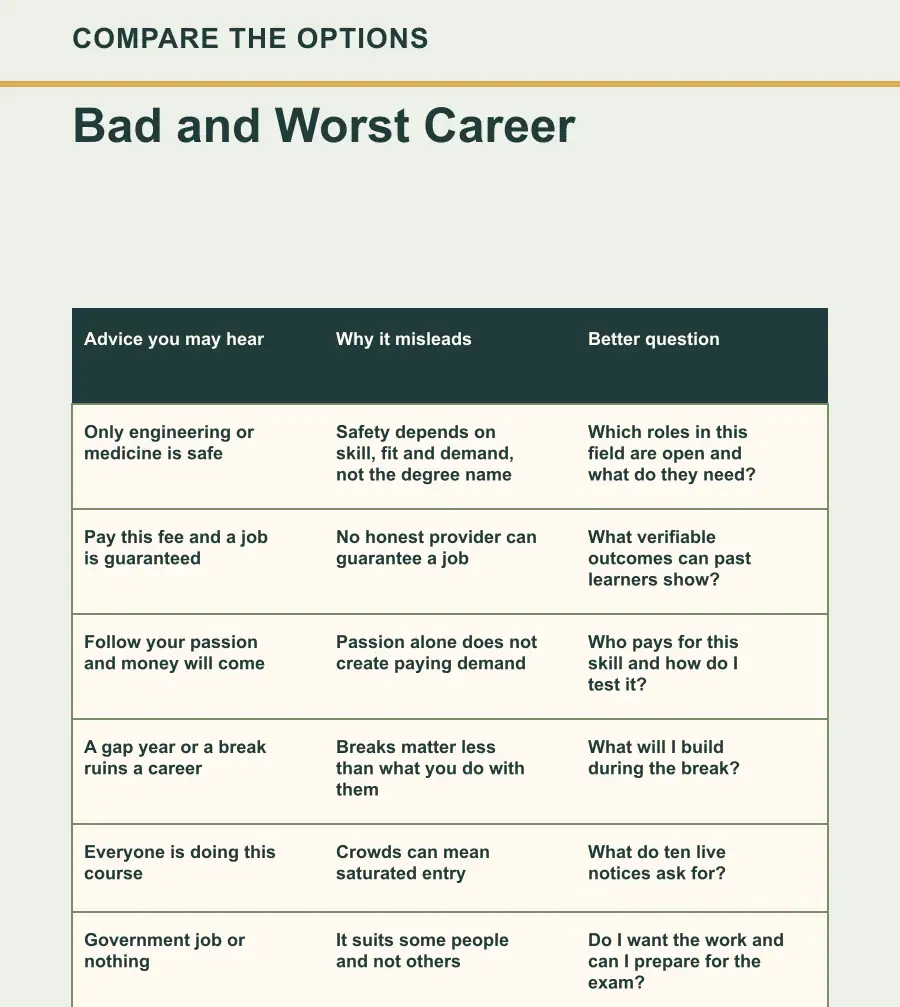 COMPARE THE OPTIONS
Bad and Worst Career
Advice you may hear
Why it misleads
Better question
Only engineering or
medicine is safe
Safety depends on
skill, fit and demand,
not the degree name
Which roles in this
field are open and
what do they need?
Pay this fee and a job
is guaranteed
No honest provider can
guarantee a job
What verifiable
outcomes can past
learners show?
Follow your passion
and money will come
Passion alone does not
create paying demand
Who pays for this
skill and how do I
test it?
A gap year or a break
ruins a career
Breaks matter less
than what you do with
them
What will I build
during the break?
Everyone is doing this
course
Crowds can mean
saturated entry
What do ten live
notices ask for?
Government job or
nothing
It suits some people
and not others
Do I want the work and
can I prepare for the
exam?